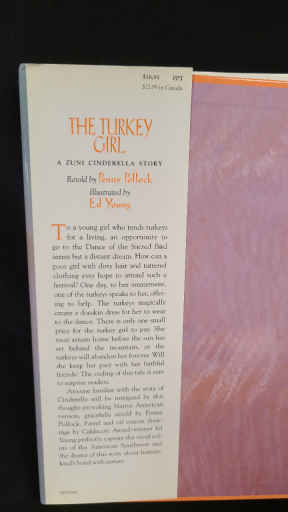 THE TURKEY
GIRL
A ZUNI CINDERELLA STORY
Retold by Penny Pollock
Illustrated by
Ed Young
To a young girl who tends turkeys
for a living, an opportunity to
go to the Dance of the Sacred Bird
seems but a distant dream. How can a
poor girl with dirty hair and tattered
clothing ever hope to attend such a
festival? One day, to her amazement,
one of the turkeys speaks to her, offer-
ing to help. The turkeys magically
create a doeskin dress for her to wear
to the dance. There is only one small
price for the turkey girl to pay. She
must return home before the sun has
set behind the mountain, or the
turkeys will abandon her forever. Will
she keep her pact with her faithful
friends? The ending of this tale is sure
to surprise readers.
Anyone familiar with the story of
Cinderella will be intrigued by this
thought-provoking Native American
version, gracefully retold by Penny
Pollock. Pastel and oil crayon draw-
ings by Caldecott Award-winner Ed
Young perfectly capture the vivid col-
ors of the American Southwest and
the drama of this story about human-
kind's bond with nature.